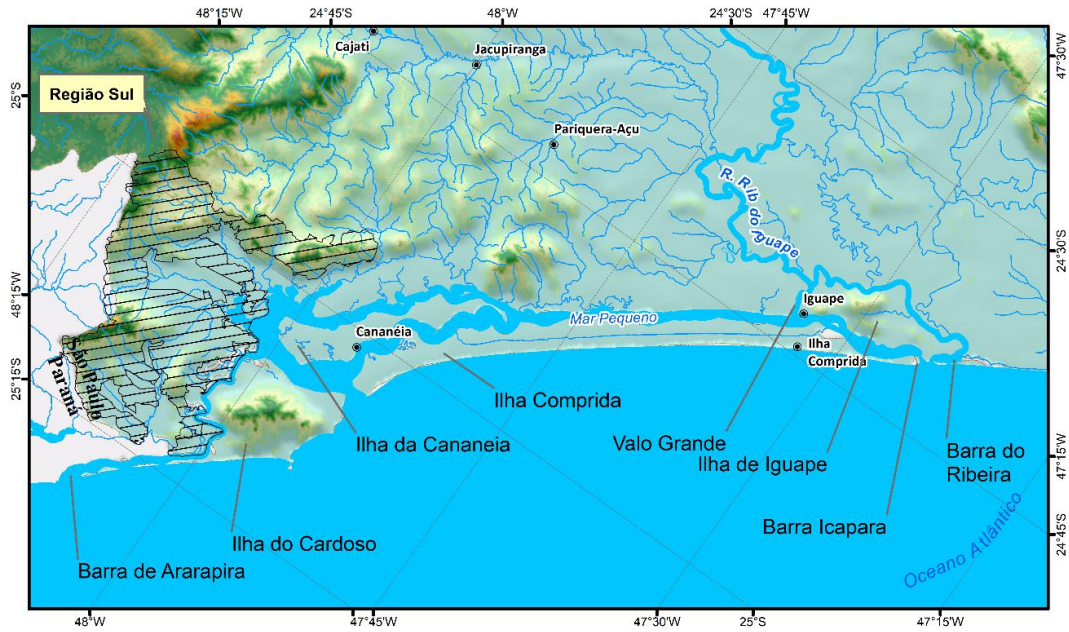 48°15'W
24°45'S
48°W
24°30'S
47°45'W
47°30'W
25°S
Cajati
Jacupiranga
Região Sul
Pariquera-Açu
R. Rib do Iguape
24°30'S
48°15'W
Iguape
Mar Pequeno
Cananéia
Ilha
Comprida
São Paulo
Paraná
25°15'S
Ilha Comprida
Ilha da Cananeia
Valo Grande
Ilha de Iguape
Barra do
Ribeira
47°15'W
Barra Icapara
24°45'S
Ilha do Cardoso
Barra de Ararapira
Oceano Atlântico
48°W
47°45'W
47°30'W
25°S
47°15'W